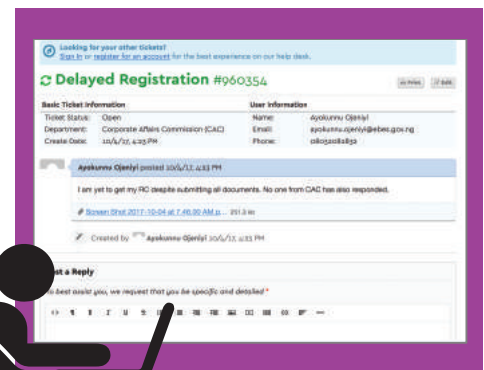 Looking for your other tickets?
Sign in or register for an account for the best experience on our help desk.
Delayed Registration #960354
Print Edit
Basic Ticket Information User Information
Ticket Status: Open Name: Ayokunnu Ojeniyi
Department: Corporate Affairs Commission (CAC) Email: ayokunnu.ojeniyi@ebes.gov.ng
Create Date: 10/4/17, 4:23 PM Phone:
Ayokunnu Ojeniyi posted 10/4/17, 4:23 PM
I am yet to get my RC despite submitting all documents. No one from CAC has also responded.
Screen Shot 2017-10-04 at 7.46.00 AM.p...
Created by Ayokunnu Ojeniyi 10/4/17, 4:23 PM
st a Reply
o best assist you, we request that you be specific and detailed *